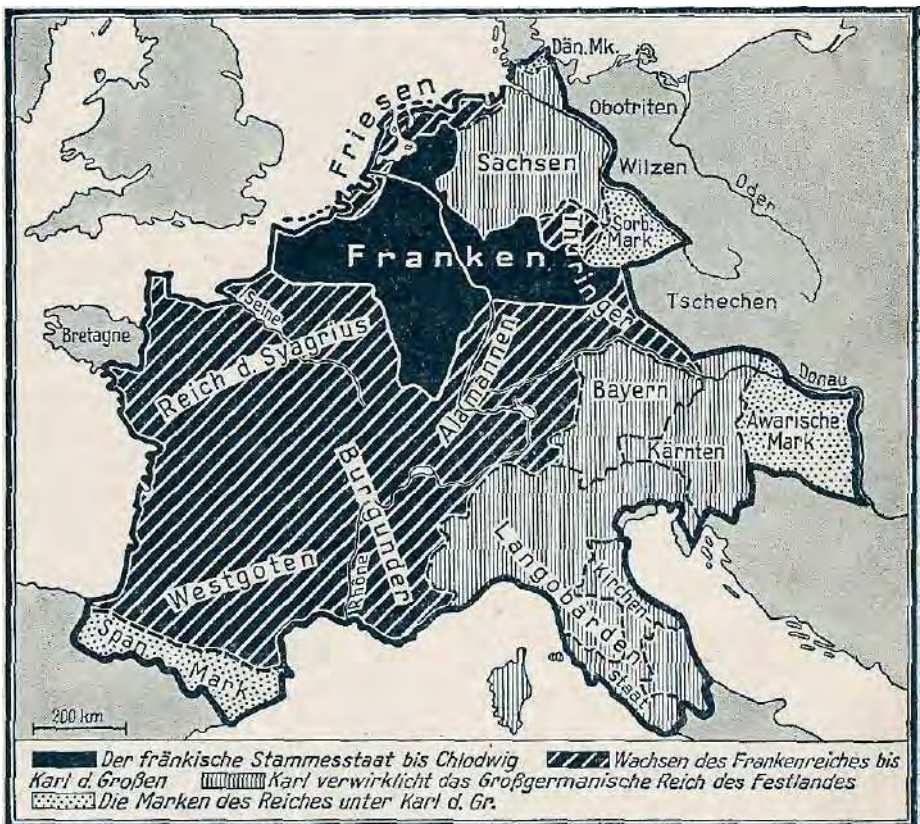 Dän. Mk.
Obotriten
Friesen
Sachsen
Wilzen
Oder
Sorb.
Mark
Thüringer
Franken
Tschechen
Seine
Bretagne
Reich d. Syagrius
Alamannen
Donau
Bayern
Awarische
Mark
Kärnten
Burgunder
Langobarden
Kirchen-
staat
Westgoten
Rhône
Span. Mark
200 km
Der fränkische Stammesstaat bis Chlodwig Wachsen des Frankenreiches bis
Karl d. Großen Karl verwirklicht das Großgermanische Reich des Festlandes
Die Marken des Reiches unter Karl d. Gr.